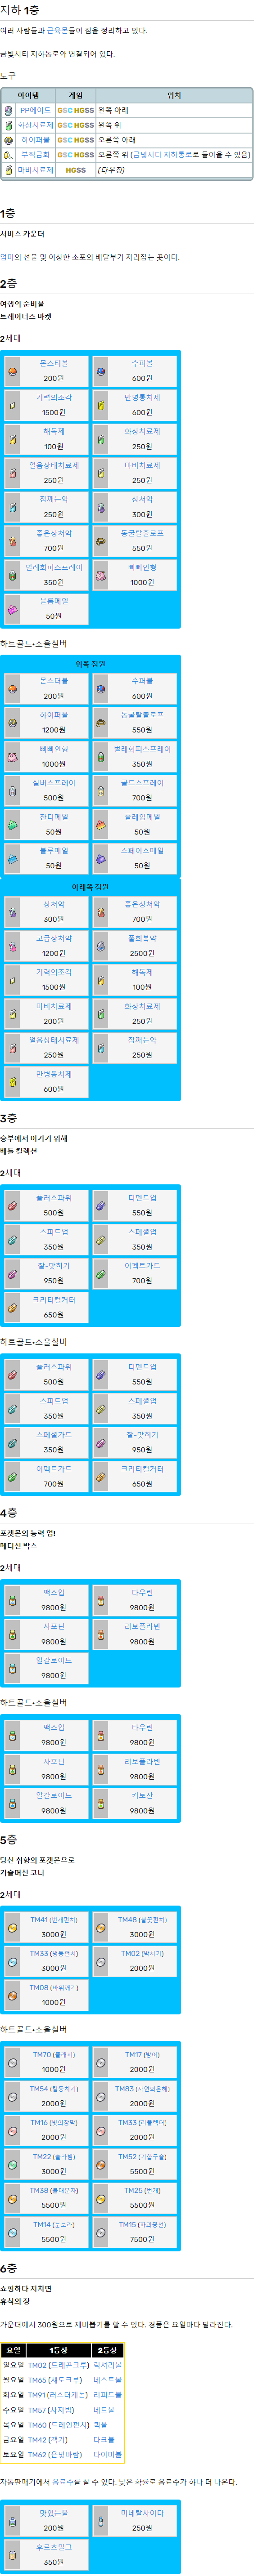 지하 1층
여러 사람들과 근육몬들이 짐을 정리하고 있다.
금빛시티 지하통로와 연결되어 있다.
도구
아이템 게임 위치
PP에이드 GSC HGSS 왼쪽 아래
화상치료제 GSC HGSS 왼쪽 위
하이퍼볼 GSC HGSS 오른쪽 아래
부적금화 GSC HGSS 오른쪽 위 (금빛시티 지하통로로 들어올 수 있음)
마비치료제 HGSS (다우징)
1층
서비스 카운터
엄마의 선물 및 이상한 소포의 배달부가 자리잡는 곳이다.
2층
여행의 준비물
트레이너즈 마켓
2세대
몬스터볼 수퍼볼
200원 600원
기력의조각 만병통치제
1500원 600원
해독제 화상치료제
100원 250원
얼음상태치료제 마비치료제
250원 250원
잠깨는약 상처약
250원 300원
좋은상처약 동굴탈출로프
700원 550원
벌레회피스프레이 삐삐인형
350원 1000원
블룸메일
50원
하트골드·소울실버
위쪽 점원
몬스터볼 수퍼볼
200원 600원
하이퍼볼 동굴탈출로프
1200원 550원
삐삐인형 벌레회피스프레이
1000원 350원
실버스프레이 골드스프레이
500원 700원
잔디메일 플레임메일
50원 50원
블루메일 스페이스메일
50원 50원
아래쪽 점원
상처약 좋은상처약
300원 700원
고급상처약 풀회복약
1200원 2500원
기력의조각 해독제
1500원 100원
마비치료제 화상치료제
200원 250원
얼음상태치료제 잠깨는약
250원 250원
만병통치제
600원
3층
승부에서 이기기 위해
배틀 컬렉션
2세대
플러스파워 디펜드업
500원 550원
스피드업 스페셜업
350원 350원
잘-맞히기 이펙트가드
950원 700원
크리티컬커터
650원
하트골드·소울실버
플러스파워 디펜드업
500원 550원
스피드업 스페셜업
350원 350원
스페셜가드 잘-맞히기
350원 950원
이펙트가드 크리티컬커터
700원 650원
4층
포켓몬의 능력 업!
메디신 박스
2세대
맥스업 타우린
9800원 9800원
사포닌 리보플라빈
9800원 9800원
알칼로이드
9800원
하트골드·소울실버
맥스업 타우린
9800원 9800원
사포닌 리보플라빈
9800원 9800원
알칼로이드 키토산
9800원 9800원
5층
당신 취향의 포켓몬으로
기술머신 코너
2세대
TM41 (번개펀치) TM48 (불꽃펀치)
3000원 3000원
TM33 (냉동펀치) TM02 (박치기)
3000원 2000원
TM08 (바위깨기)
1000원
하트골드·소울실버
TM70 (플래시) TM17 (방어)
1000원 2000원
TM54 (칼등치기) TM83 (자연의은혜)
2000원 2000원
TM16 (빛의장막) TM33 (리플렉터)
2000원 2000원
TM22 (솔라빔) TM52 (기합구슬)
3000원 5500원
TM38 (불대문자) TM25 (번개)
5500원 5500원
TM14 (눈보라) TM15 (파괴광선)
5500원 7500원
6층
쇼핑하다 지치면
휴식의 장
카운터에서 300원으로 제비뽑기를 할 수 있다. 경품은 요일마다 달라진다.
요일 1등상 2등상
일요일 TM02 (드래곤크루) 럭셔리볼
월요일 TM65 (섀도크루) 네스트볼
화요일 TM91 (러스터캐논) 리피드볼
수요일 TM57 (차지빔) 네트볼
목요일 TM60 (드레인펀치) 퀵볼
금요일 TM42 (객기) 다크볼
토요일 TM62 (은빛바람) 타이머볼
자동판매기에서 음료수를 살 수 있다. 낮은 확률로 음료수가 하나 더 나온다.
맛있는물 미네랄사이다
200원 250원
후르츠밀크
350원